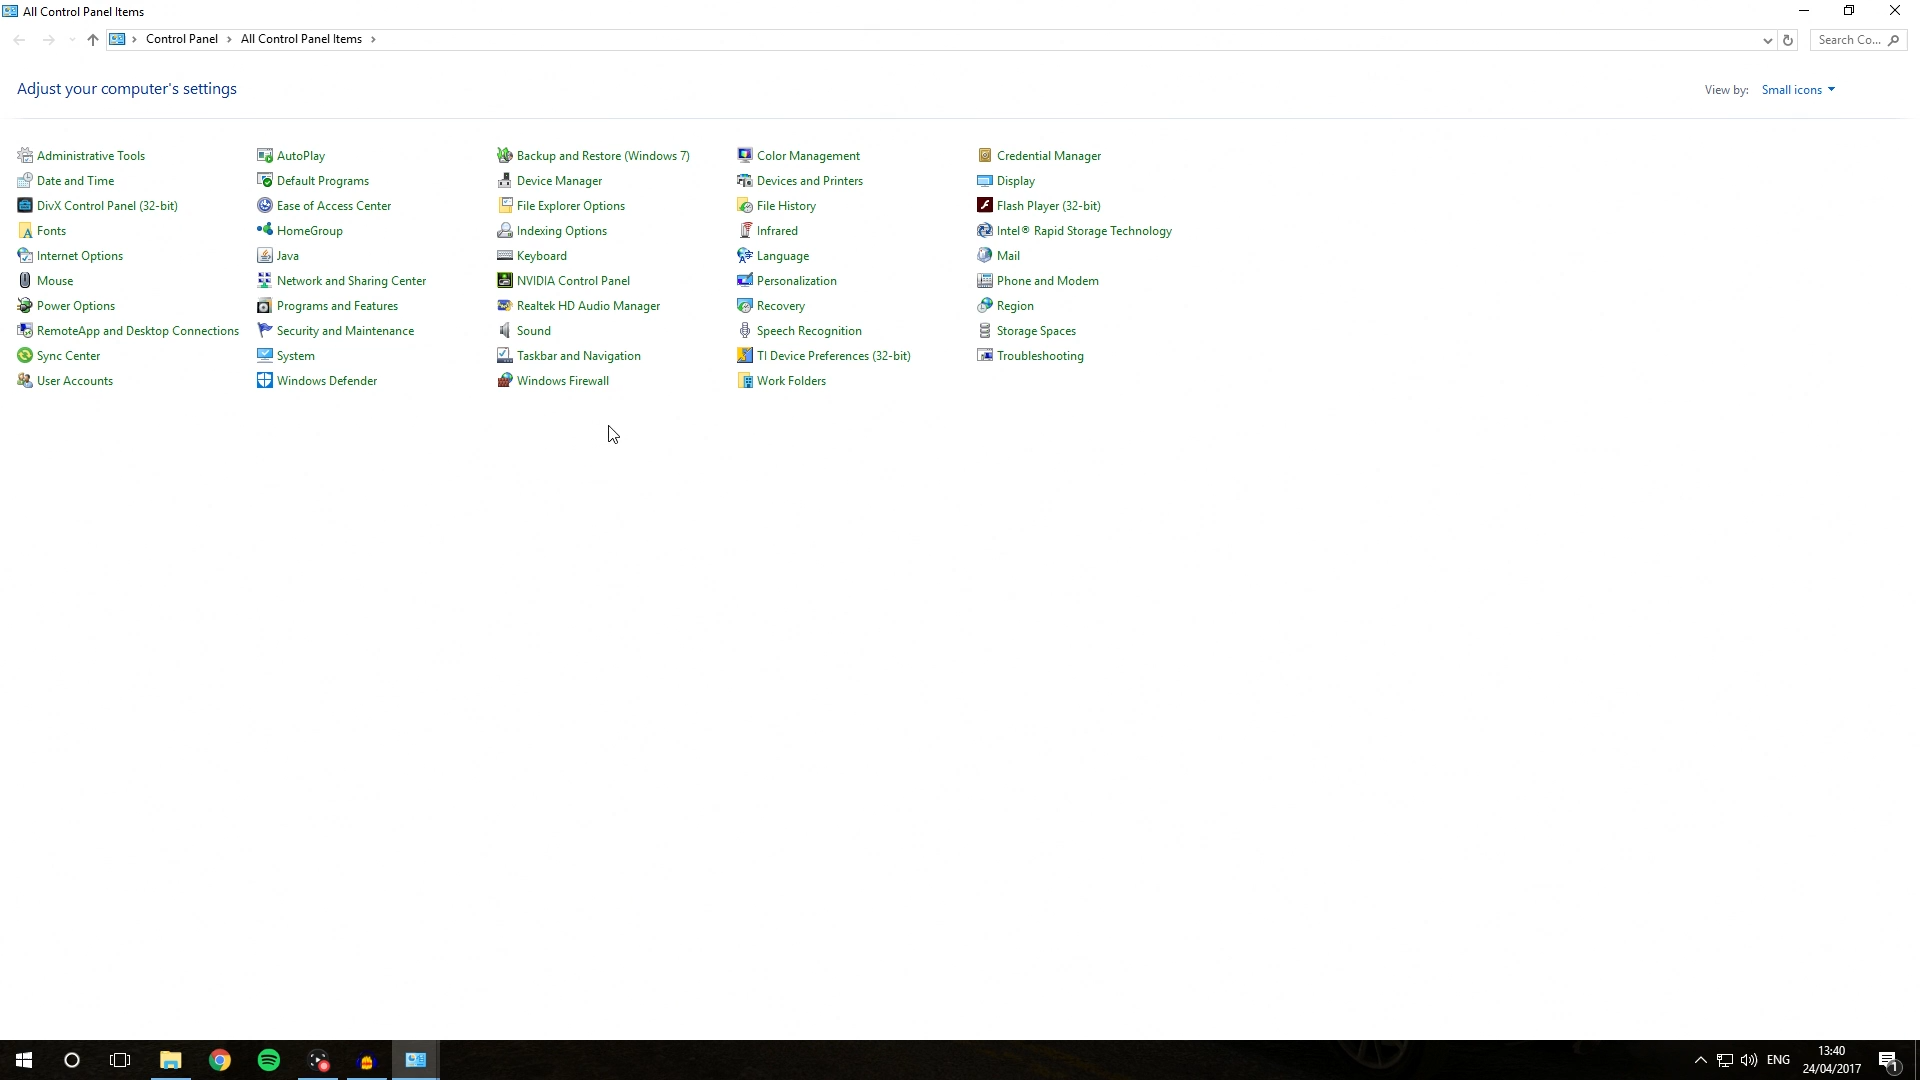 All Control Panel Items
Control Panel > All Control Panel Items >
Search Co...
Adjust your computer's settings
View by: Small icons
Administrative Tools
AutoPlay
Backup and Restore (Windows 7)
Color Management
Credential Manager
Date and Time
Default Programs
Device Manager
Devices and Printers
Display
DivX Control Panel (32-bit)
Ease of Access Center
File Explorer Options
File History
Flash Player (32-bit)
Fonts
HomeGroup
Indexing Options
Infrared
Intel® Rapid Storage Technology
Internet Options
Java
Keyboard
Language
Mail
Mouse
Network and Sharing Center
NVIDIA Control Panel
Personalization
Phone and Modem
Power Options
Programs and Features
Realtek HD Audio Manager
Recovery
Region
RemoteApp and Desktop Connections
Security and Maintenance
Sound
Speech Recognition
Storage Spaces
Sync Center
System
Taskbar and Navigation
TI Device Preferences (32-bit)
Troubleshooting
User Accounts
Windows Defender
Windows Firewall
Work Folders
ENG
13:40
24/04/2017
1